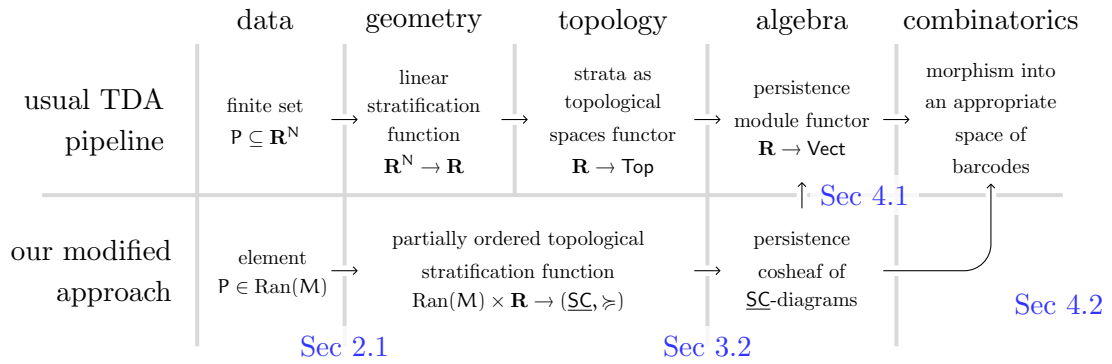 data geometry topology algebra combinatorics
usual TDA
pipeline
finite set
P ⊆ R^N
linear
stratification
function
R^N → R
strata as
topological
spaces functor
R → Top
persistence
module functor
R → Vect
morphism into
an appropriate
space of
barcodes
Sec 4.1
our modified
approach
element
P ∈ Ran(M)
partially ordered topological
stratification function
Ran(M) × R → (SC, ≽)
persistence
cosheaf of
SC-diagrams
Sec 4.2
Sec 2.1
Sec 3.2